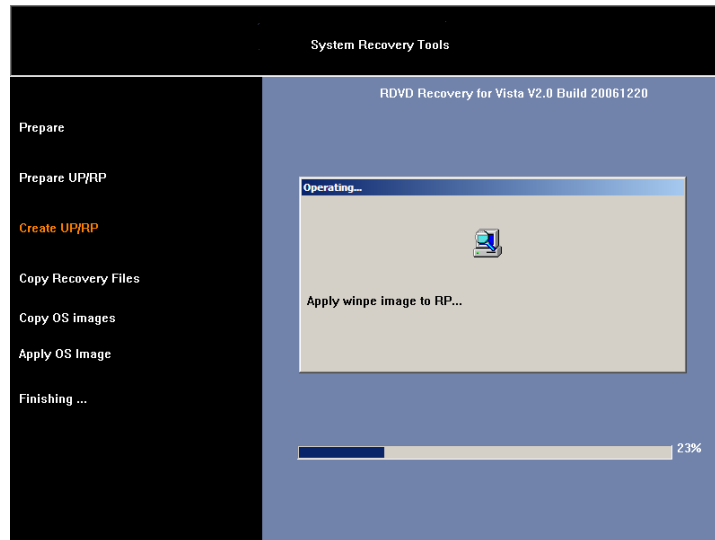 System Recovery Tools
RDVD Recovery for Vista V2.0 Build 20061220
Prepare
Prepare UP/RP
Create UP/RP
Copy Recovery Files
Copy OS images
Apply OS Image
Finishing ...
Operating...
Apply winpe image to RP...
23%